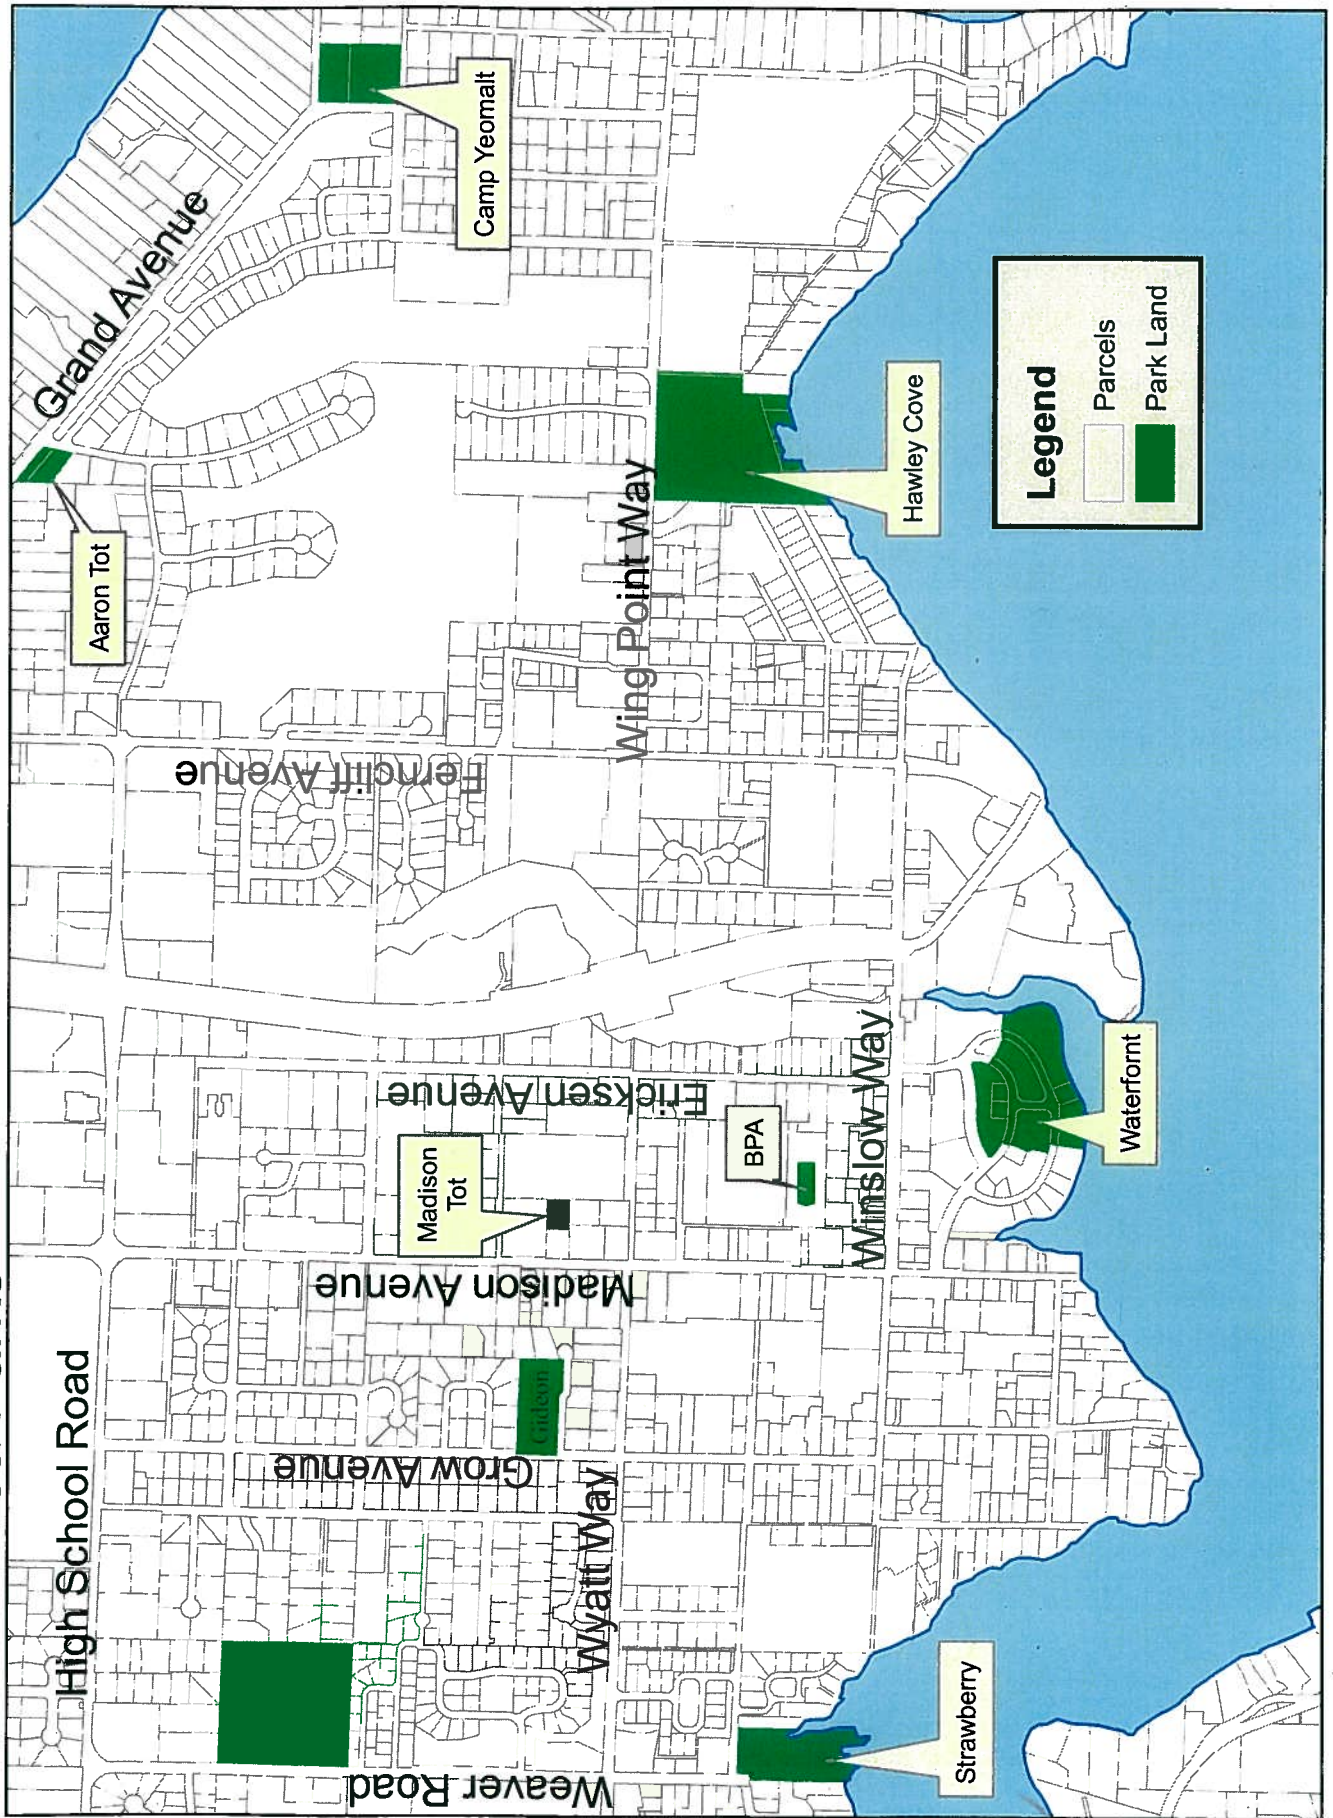 Camp Yeomalt
Grand Avenue
Aaron Tot
Hawley Cove
Wing Point Way
Ferncliff Avenue
Legend
Parcels
Park Land
Ericksen Avenue
Winslow Way
BPA
Madison
Tot
Waterfornt
Madison Avenue
High School Road
Gideon
Grow Avenue
Wyatt Way
Weaver Road
Strawberry